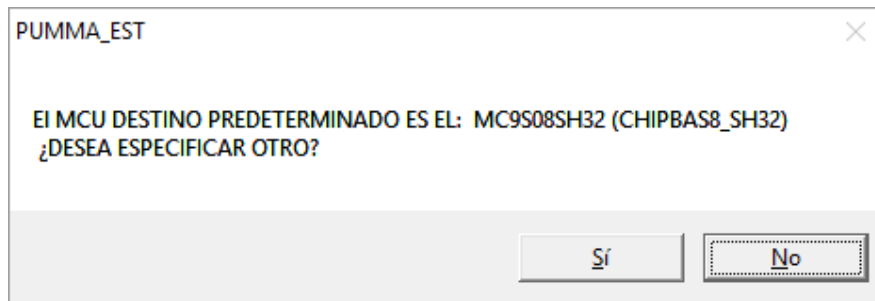 PUMMA_EST
El MCU DESTINO PREDETERMINADO ES EL: MC9S08SH32 (CHIPBAS8_SH32)
¿DESEA ESPECIFICAR OTRO?
Sí
No